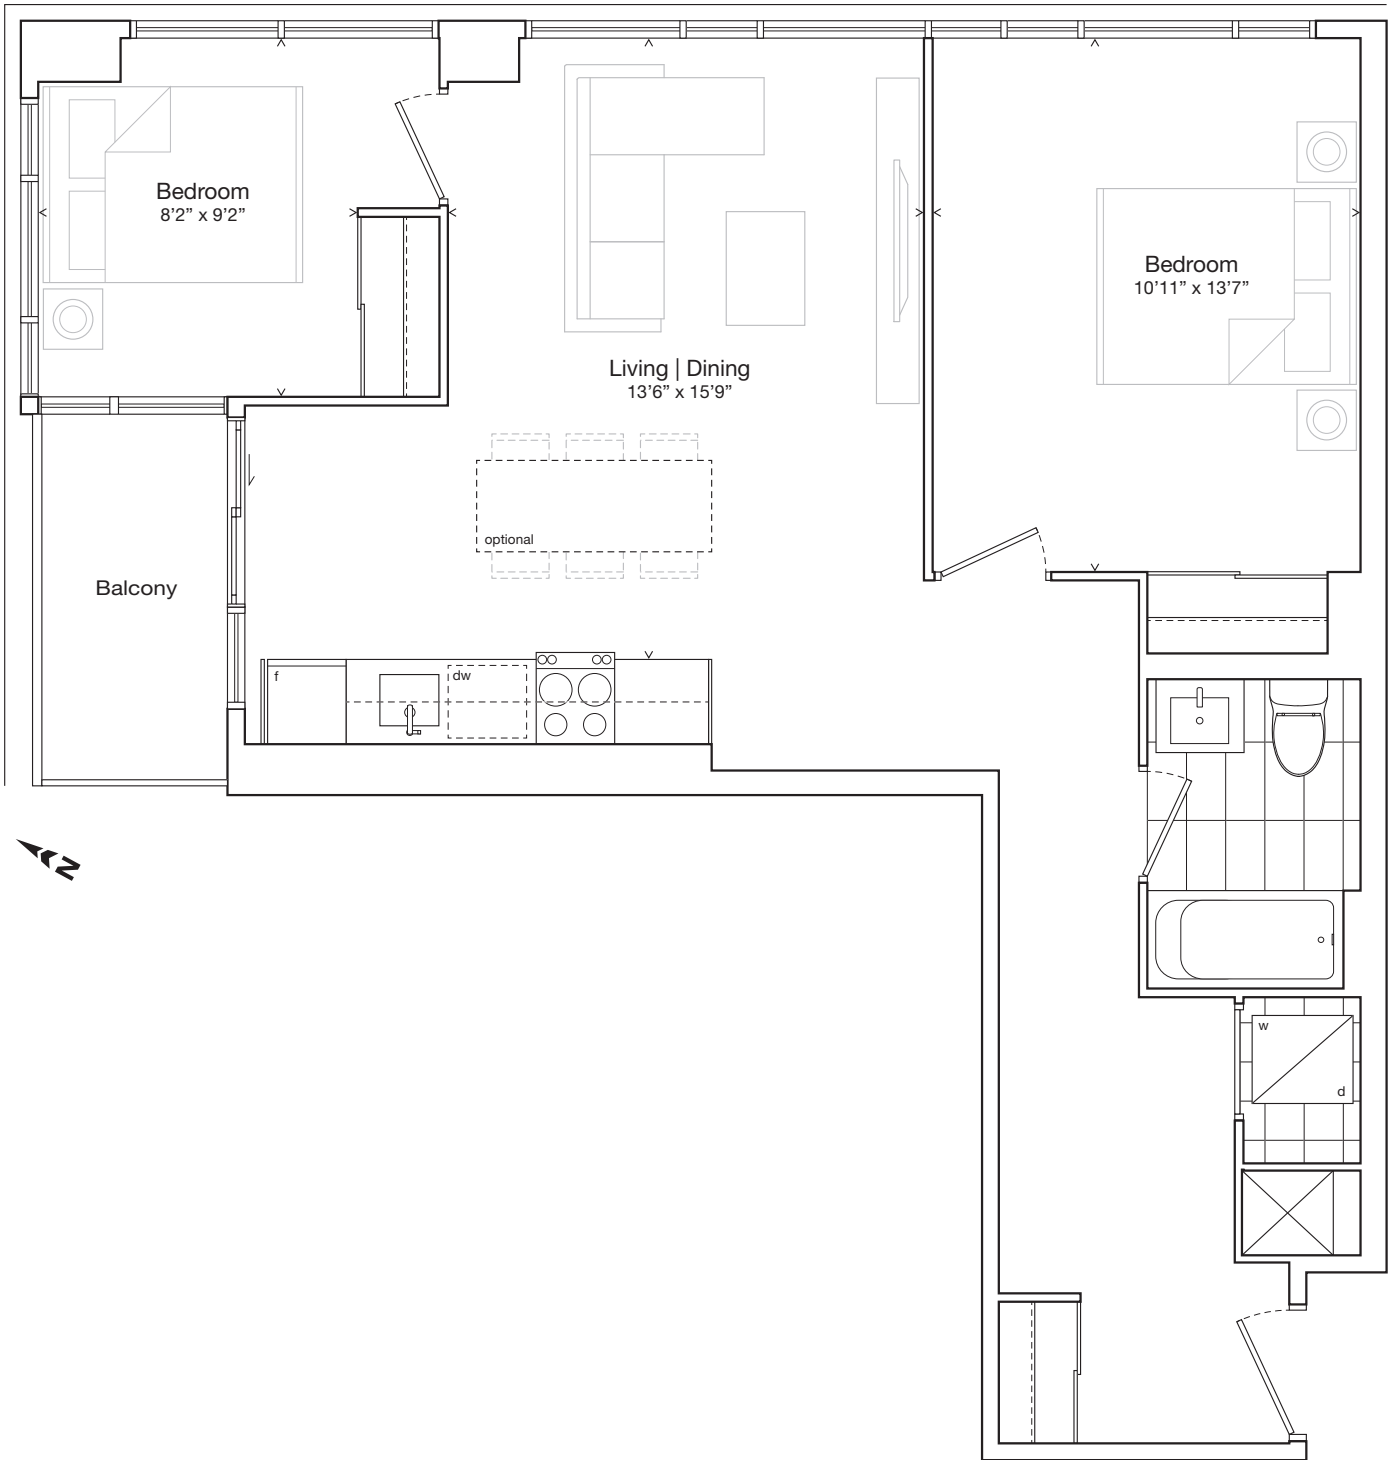 Bedroom
8’2” x 9’2”
Bedroom
10’11” x 13’7”
Living | Dining
13’6” x 15’9”
optional
Balcony
f
dw
N
w
d